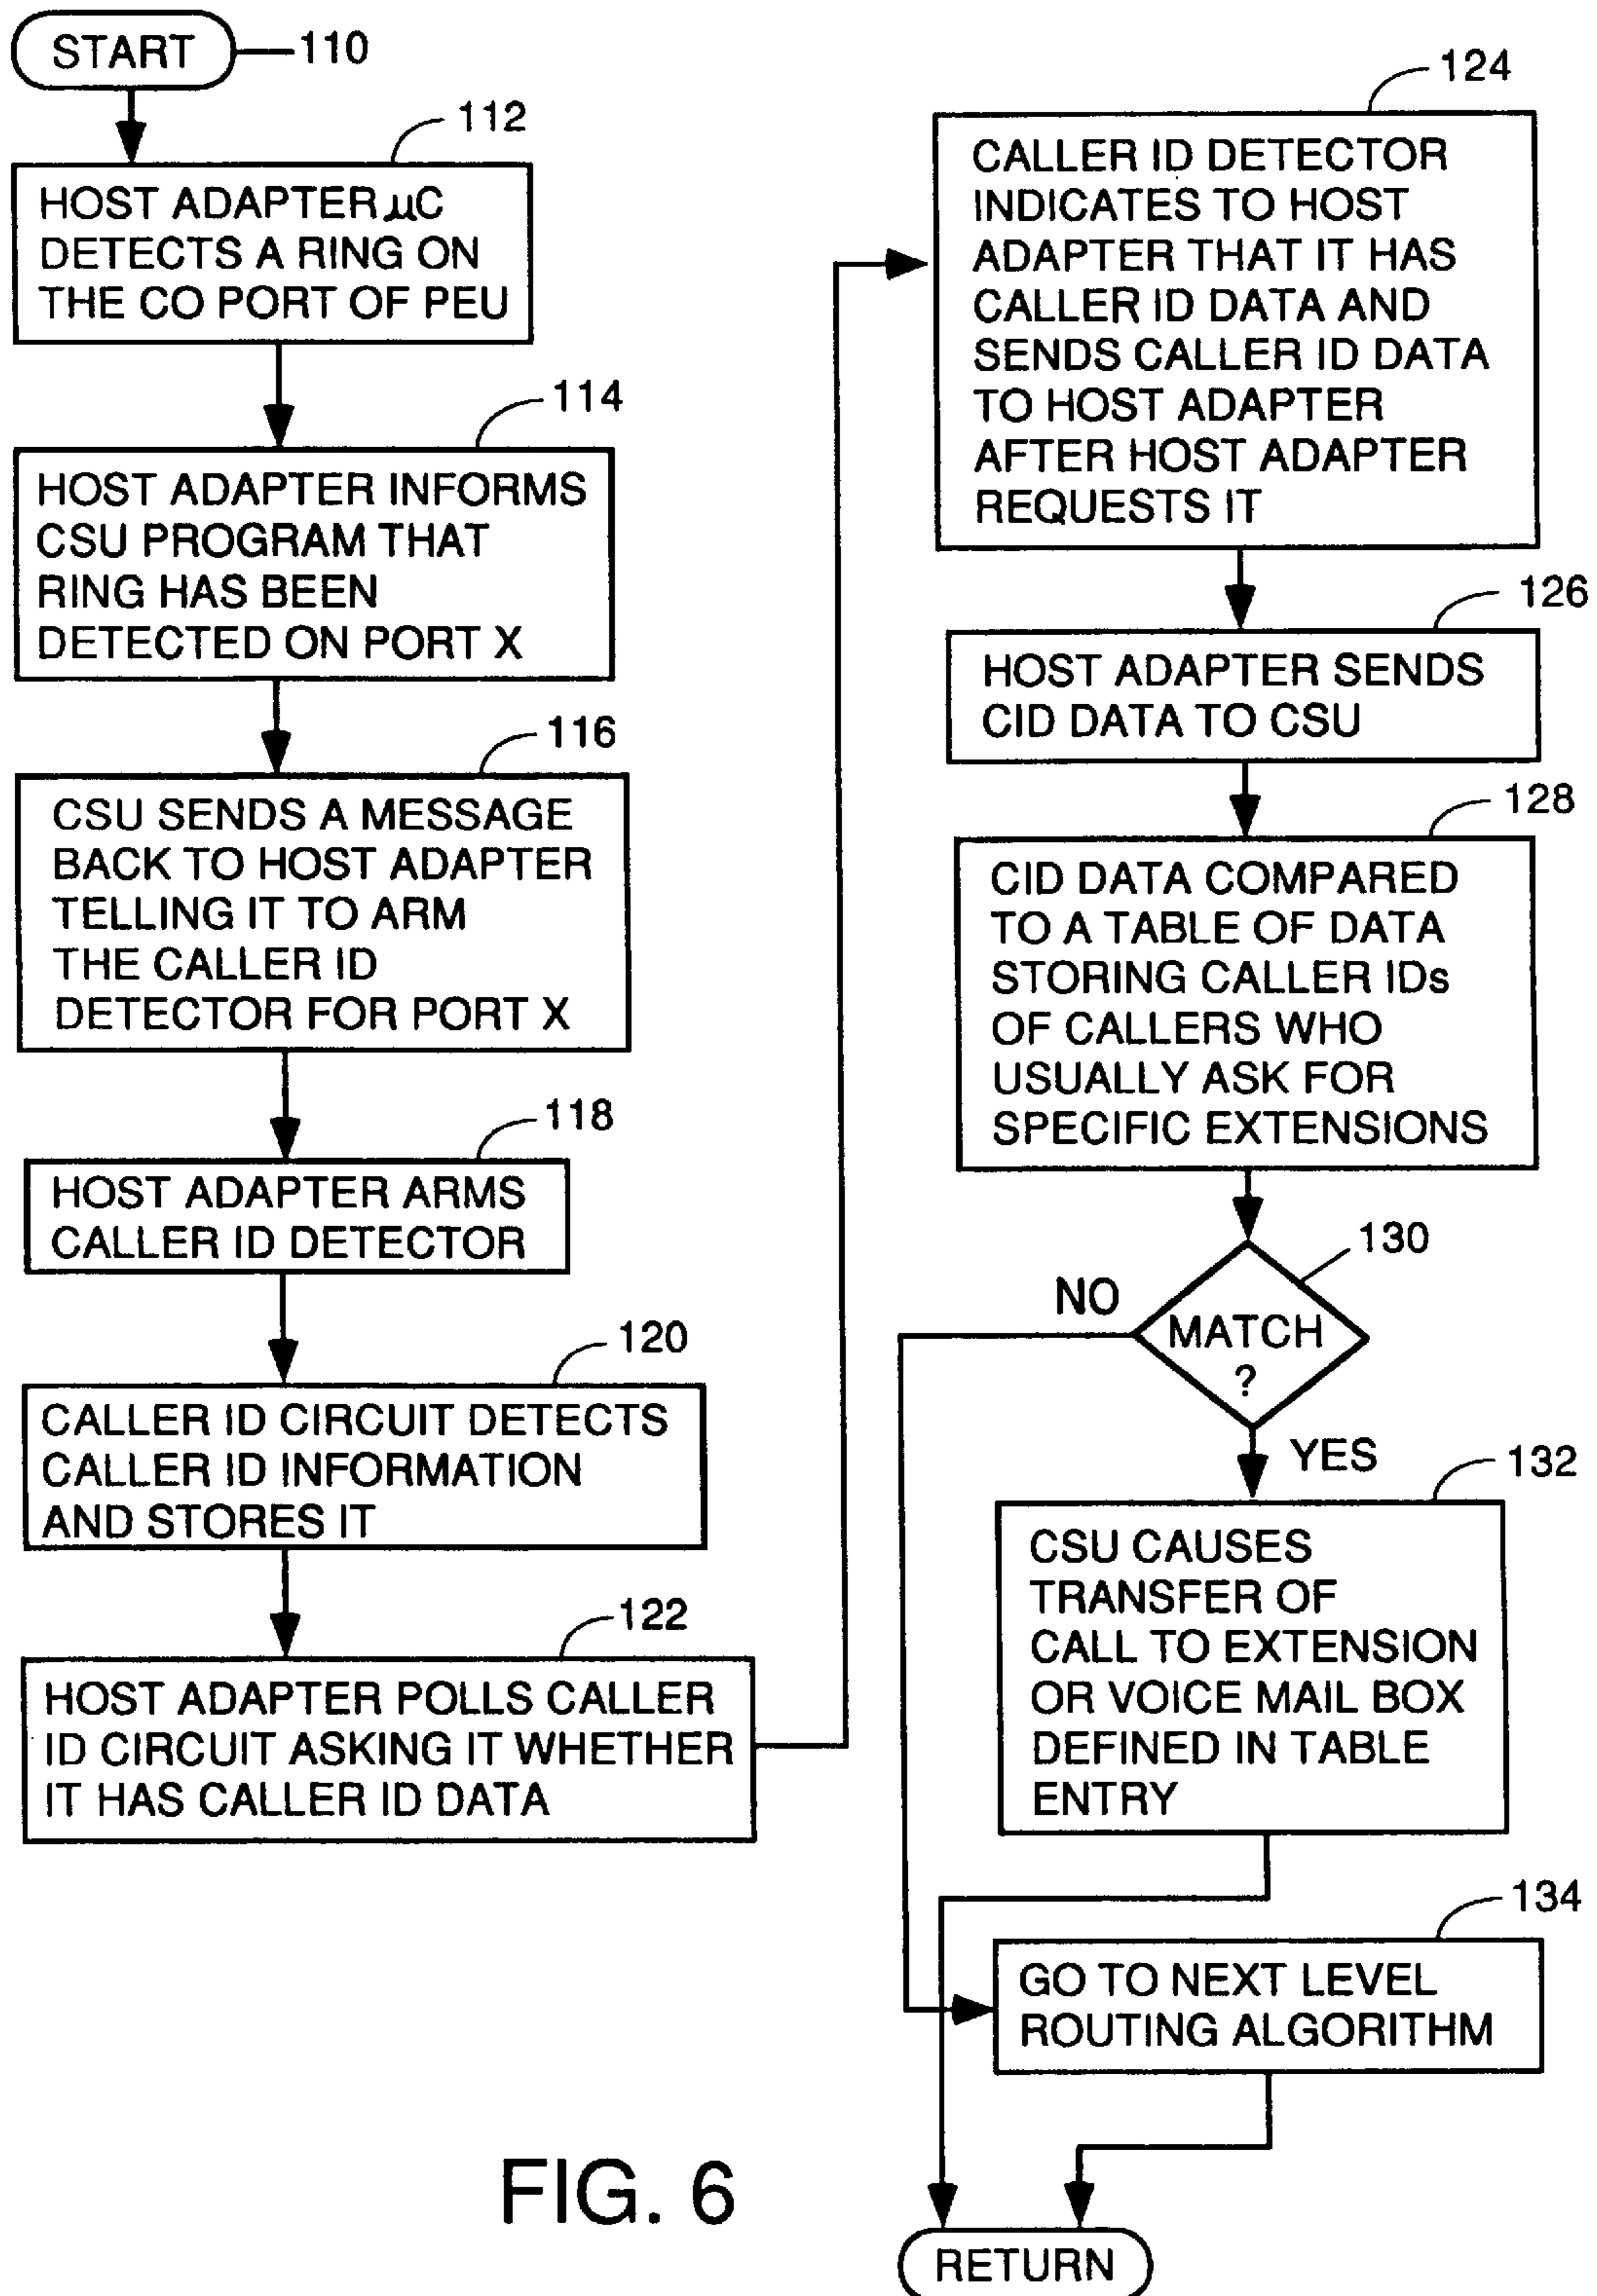 START
110
112
HOST ADAPTER µC
DETECTS A RING ON
THE CO PORT OF PEU
114
HOST ADAPTER INFORMS
CSU PROGRAM THAT
RING HAS BEEN
DETECTED ON PORT X
116
CSU SENDS A MESSAGE
BACK TO HOST ADAPTER
TELLING IT TO ARM
THE CALLER ID
DETECTOR FOR PORT X
118
HOST ADAPTER ARMS
CALLER ID DETECTOR
120
CALLER ID CIRCUIT DETECTS
CALLER ID INFORMATION
AND STORES IT
122
HOST ADAPTER POLLS CALLER
ID CIRCUIT ASKING IT WHETHER
IT HAS CALLER ID DATA
124
CALLER ID DETECTOR
INDICATES TO HOST
ADAPTER THAT IT HAS
CALLER ID DATA AND
SENDS CALLER ID DATA
TO HOST ADAPTER
AFTER HOST ADAPTER
REQUESTS IT
126
HOST ADAPTER SENDS
CID DATA TO CSU
128
CID DATA COMPARED
TO A TABLE OF DATA
STORING CALLER IDs
OF CALLERS WHO
USUALLY ASK FOR
SPECIFIC EXTENSIONS
130
NO
MATCH
?
YES
132
CSU CAUSES
TRANSFER OF
CALL TO EXTENSION
OR VOICE MAIL BOX
DEFINED IN TABLE
ENTRY
134
GO TO NEXT LEVEL
ROUTING ALGORITHM
RETURN
FIG. 6